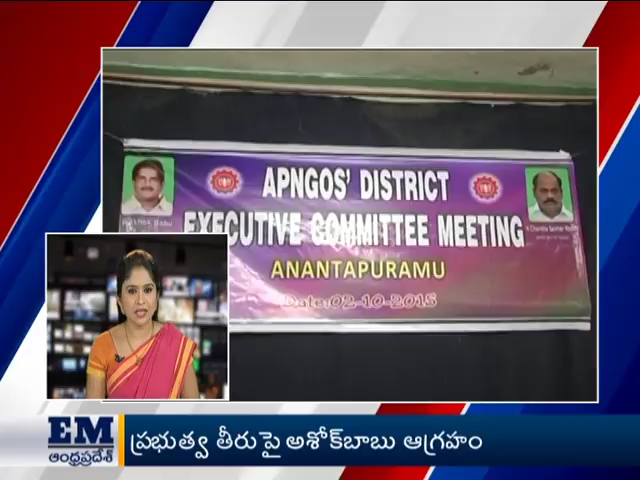 APNGOS' DISTRICT
EXECUTIVE COMMITTEE MEETING
ANANTAPURAMU
Date:02-10-2015
EM
ఆంధ్రప్రదేశ్
ప్రభుత్వ తీరుపై అశోక్‌బాబు ఆగ్రహం